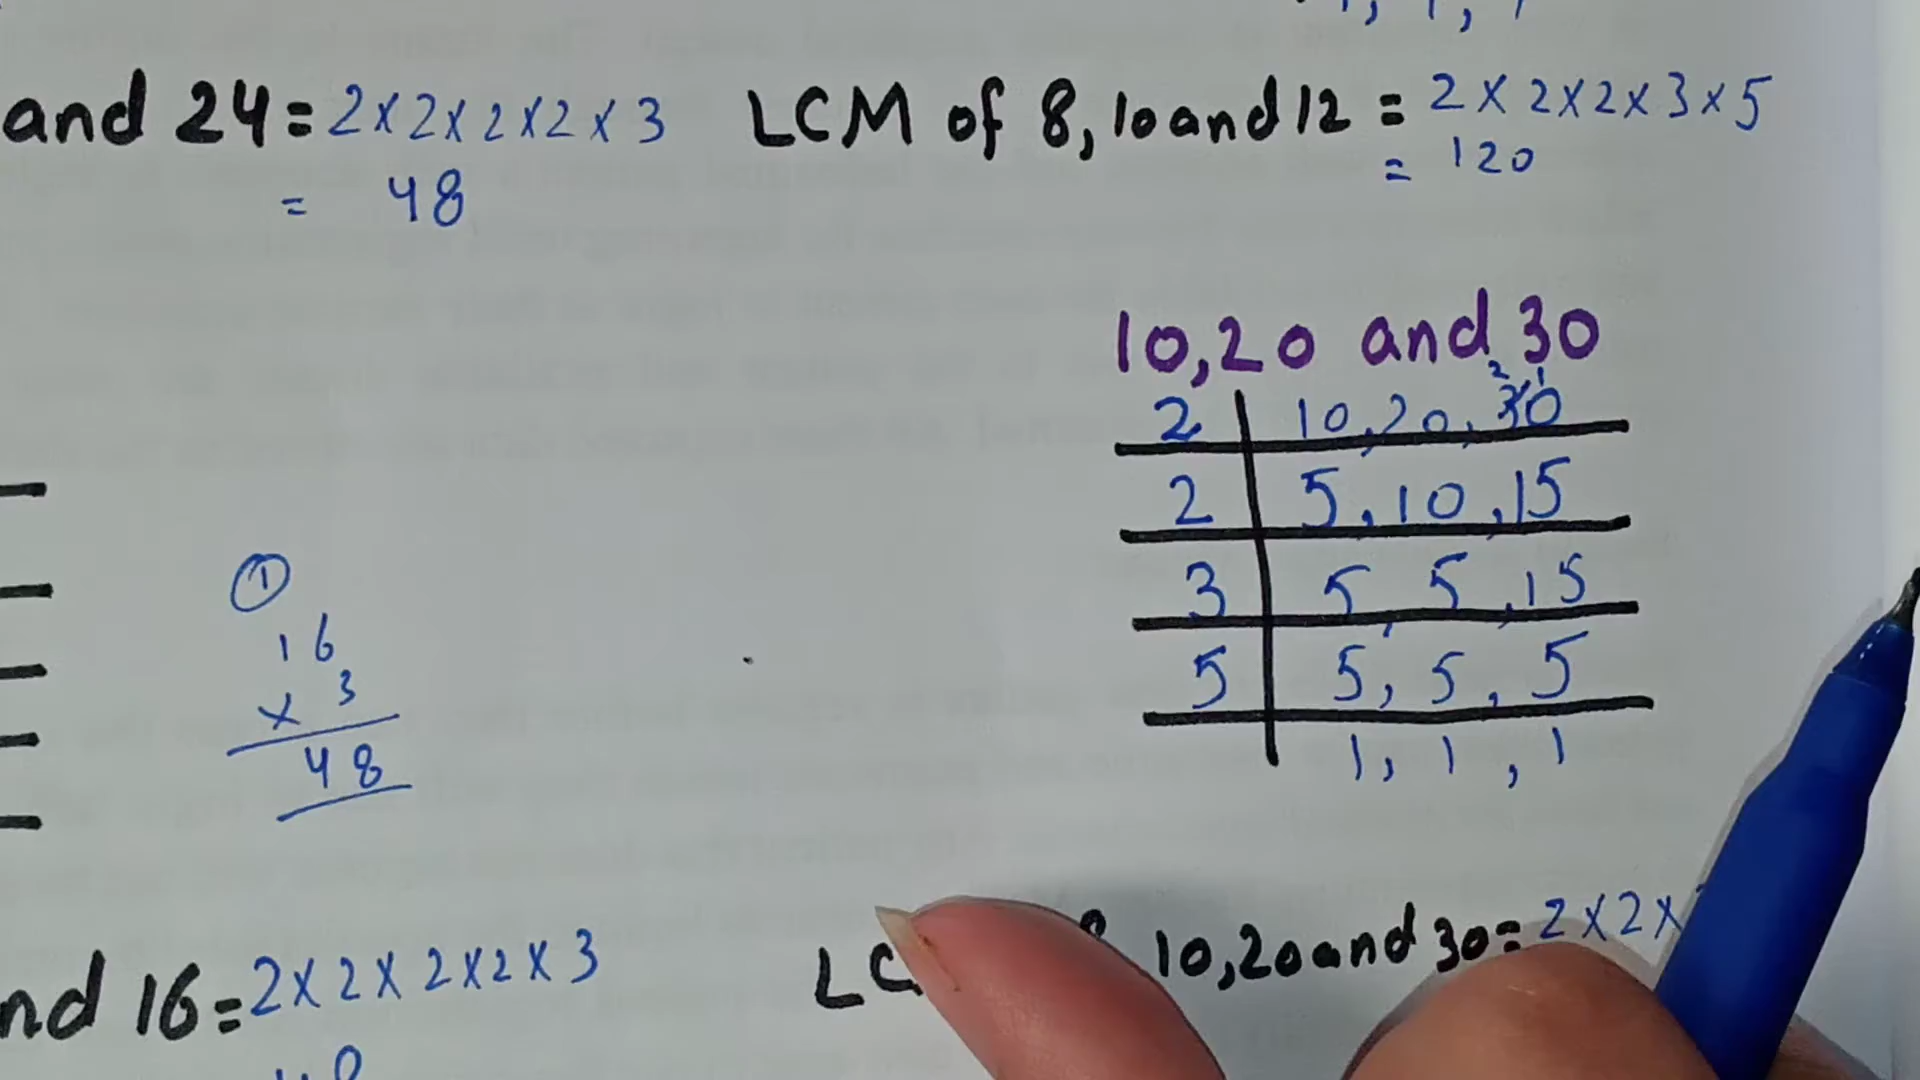 and 24 = 2 x 2 x 2 x 2 x 3
= 48
LCM of 8, 10 and 12 = 2 x 2 x 2 x 3 x 5
= 120
10, 20 and 30
2 10, 20, 30
2 5, 10, 15
3 5, 5, 15
5 5, 5, 5
1, 1, 1
1
16
x 3
48
nd 16 = 2 x 2 x 2 x 2 x 3
LC
10, 20 and 30 = 2 x 2 x